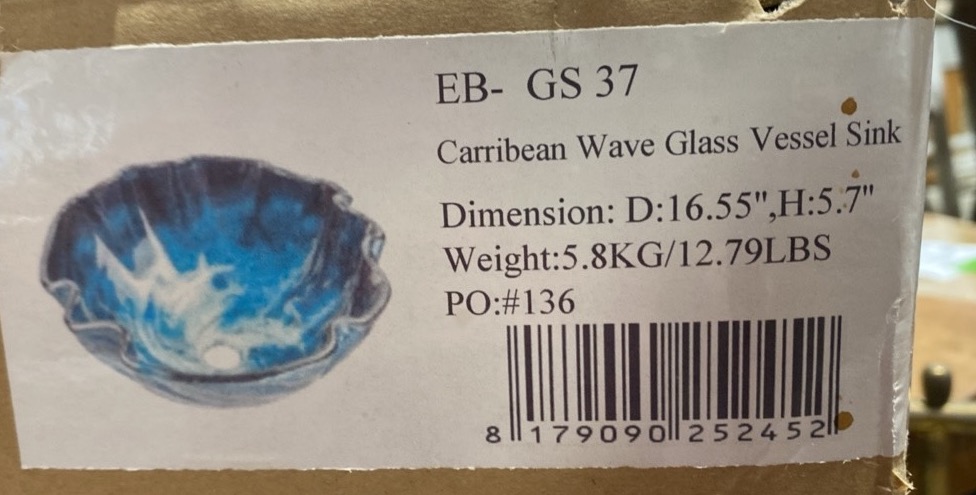 EB- GS 37
Carribean Wave Glass Vessel Sink
Dimension: D:16.55",H:5.7"
Weight:5.8KG/12.79LBS
PO:#136
8 179090 252452